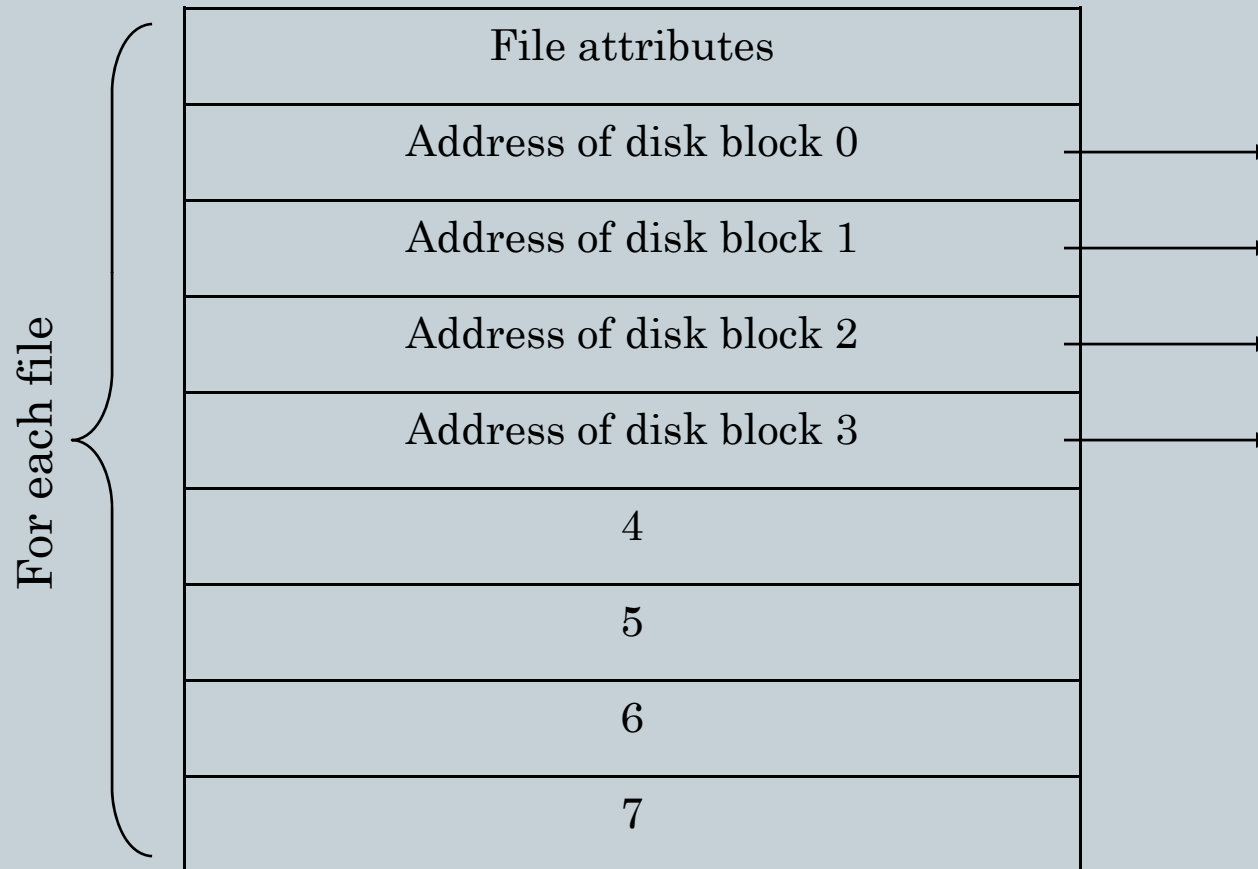 File attributes
Address of disk block 0
Address of disk block 1
Address of disk block 2
Address of disk block 3
4
5
6
7
For each file